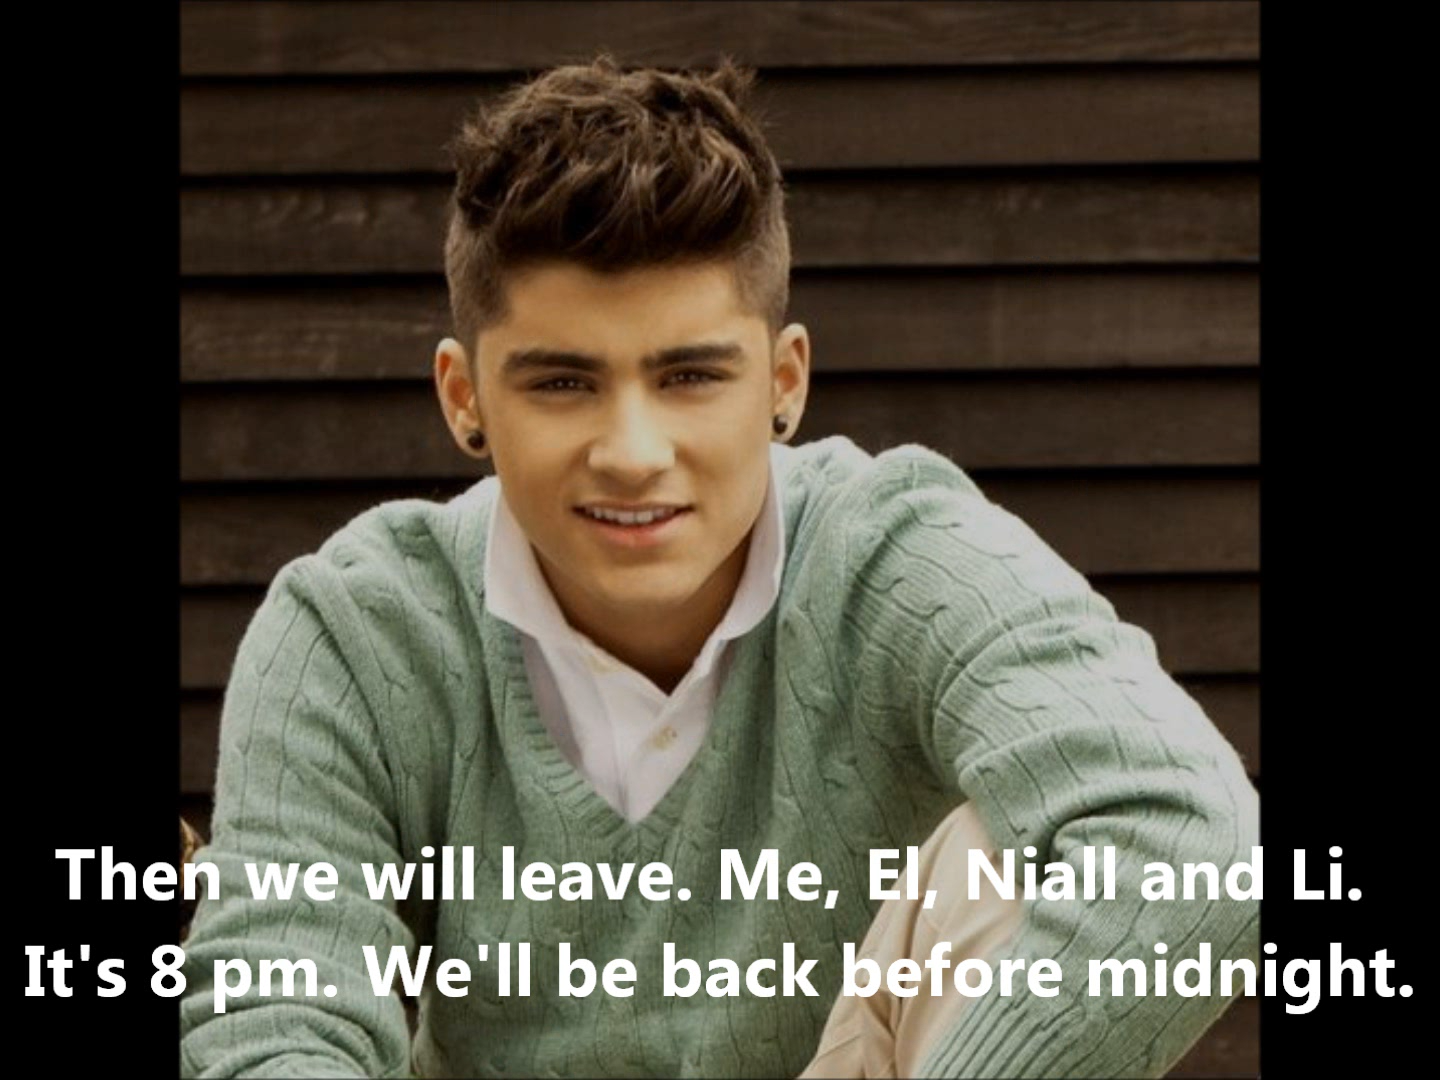 Then we will leave. Me, El, Niall and Li.
It's 8 pm. We'll be back before midnight.